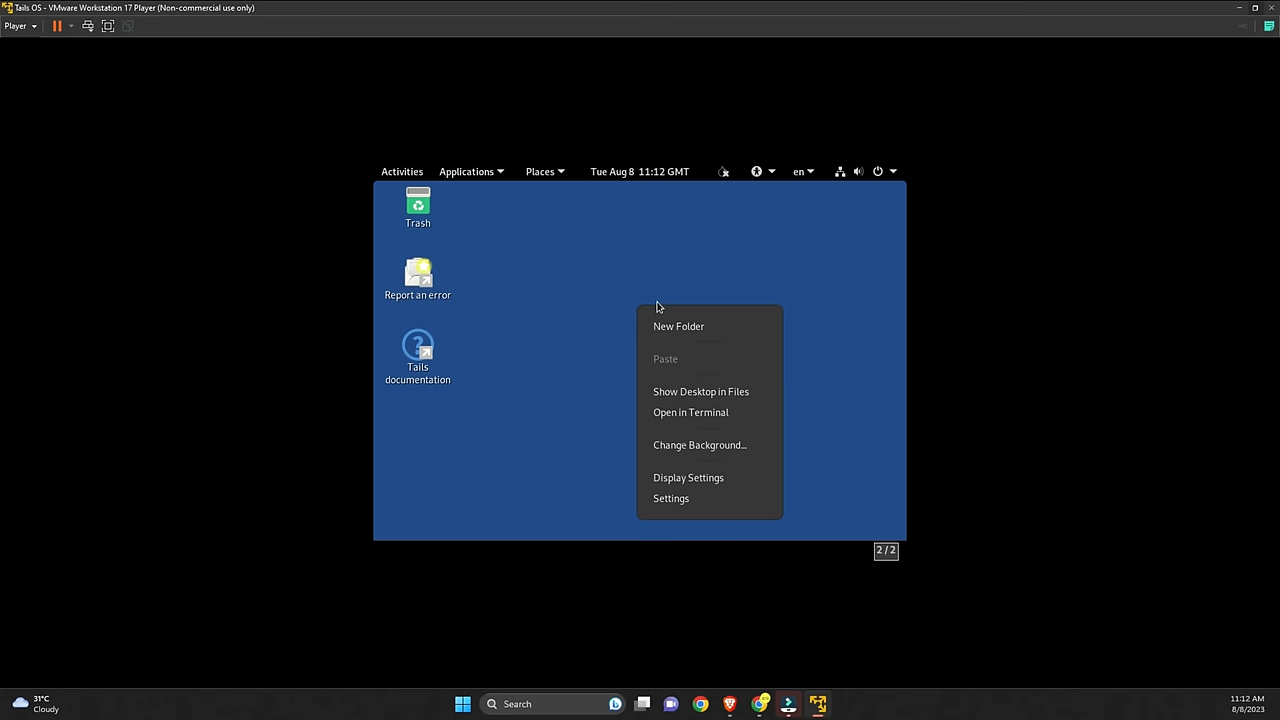 Tails OS - VMware Workstation 17 Player (Non-commercial use only)
Player
Activities Applications Places Tue Aug 8 11:12 GMT en
Trash
Report an error
Tails
documentation
New Folder
Paste
Show Desktop in Files
Open in Terminal
Change Background...
Display Settings
Settings
2 / 2
31°C
Cloudy
Search
11:12 AM
8/8/2023